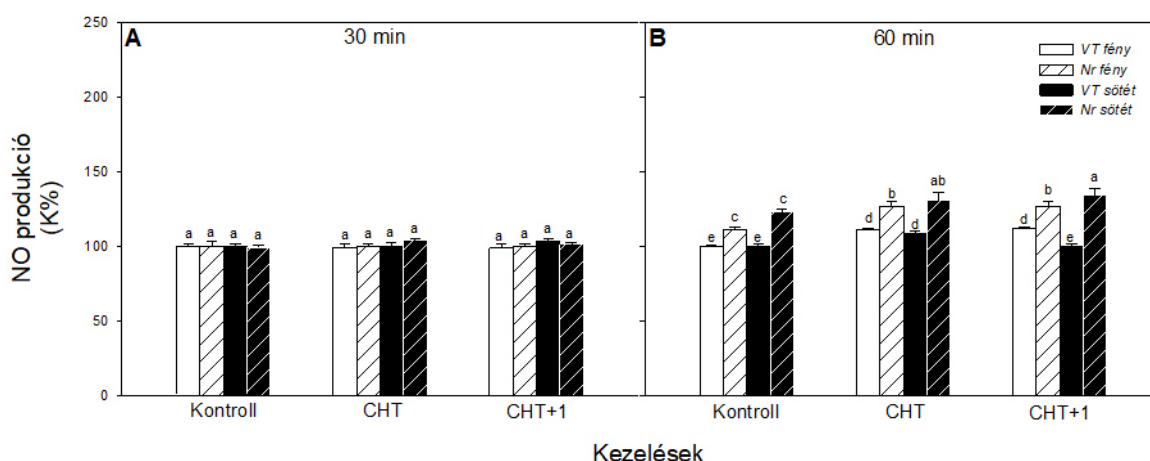 A
30 min
B
60 min
VT fény
Nr fény
VT sötét
Nr sötét
NO produkció
(K%)
250
200
150
100
50
0
a a a a
a a a a
a a a a
e c e c
d b d ab
d b e a
Kontroll CHT CHT+1
Kontroll CHT CHT+1
Kezelések